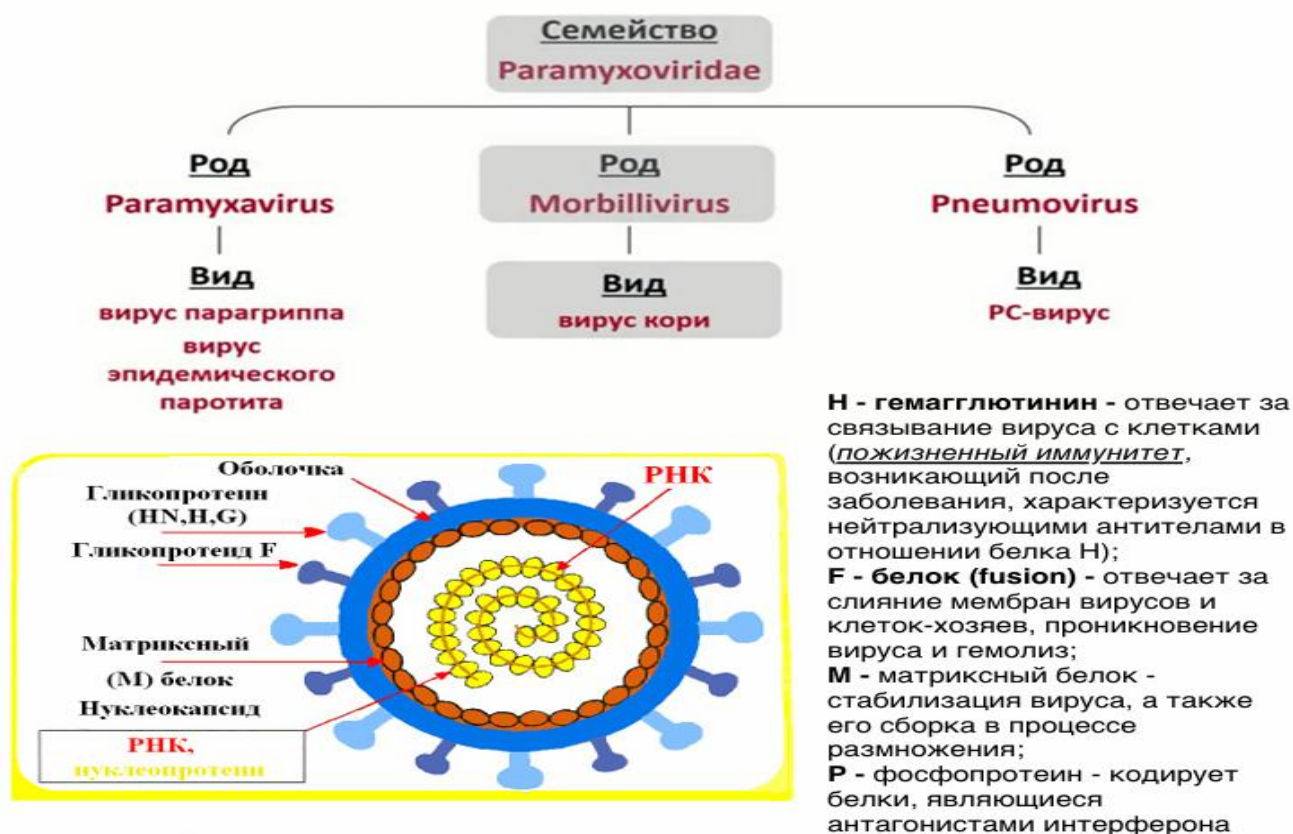 Семейство
Paramyxoviridae
Род
Paramyxavirus
Вид
вирус парагриппа
вирус
эпидемического
паротита
Род
Morbillivirus
Вид
вирус кори
Род
Pneumovirus
Вид
РС-вирус
Оболочка
Гликопротеин
(HN,H,G)
Гликопротеид F
Матриксный
(М) белок
Нуклеокапсид
РНК,
нуклеопротеин
РНК
Н - гемагглютинин - отвечает за
связывание вируса с клетками
(пожизненный иммунитет,
возникающий после
заболевания, характеризуется
нейтрализующими антителами в
отношении белка Н);
F - белок (fusion) - отвечает за
слияние мембран вирусов и
клеток-хозяев, проникновение
вируса и гемолиз;
М - матриксный белок -
стабилизация вируса, а также
его сборка в процессе
размножения;
Р - фосфопротеин - кодирует
белки, являющиеся
антагонистами интерферона